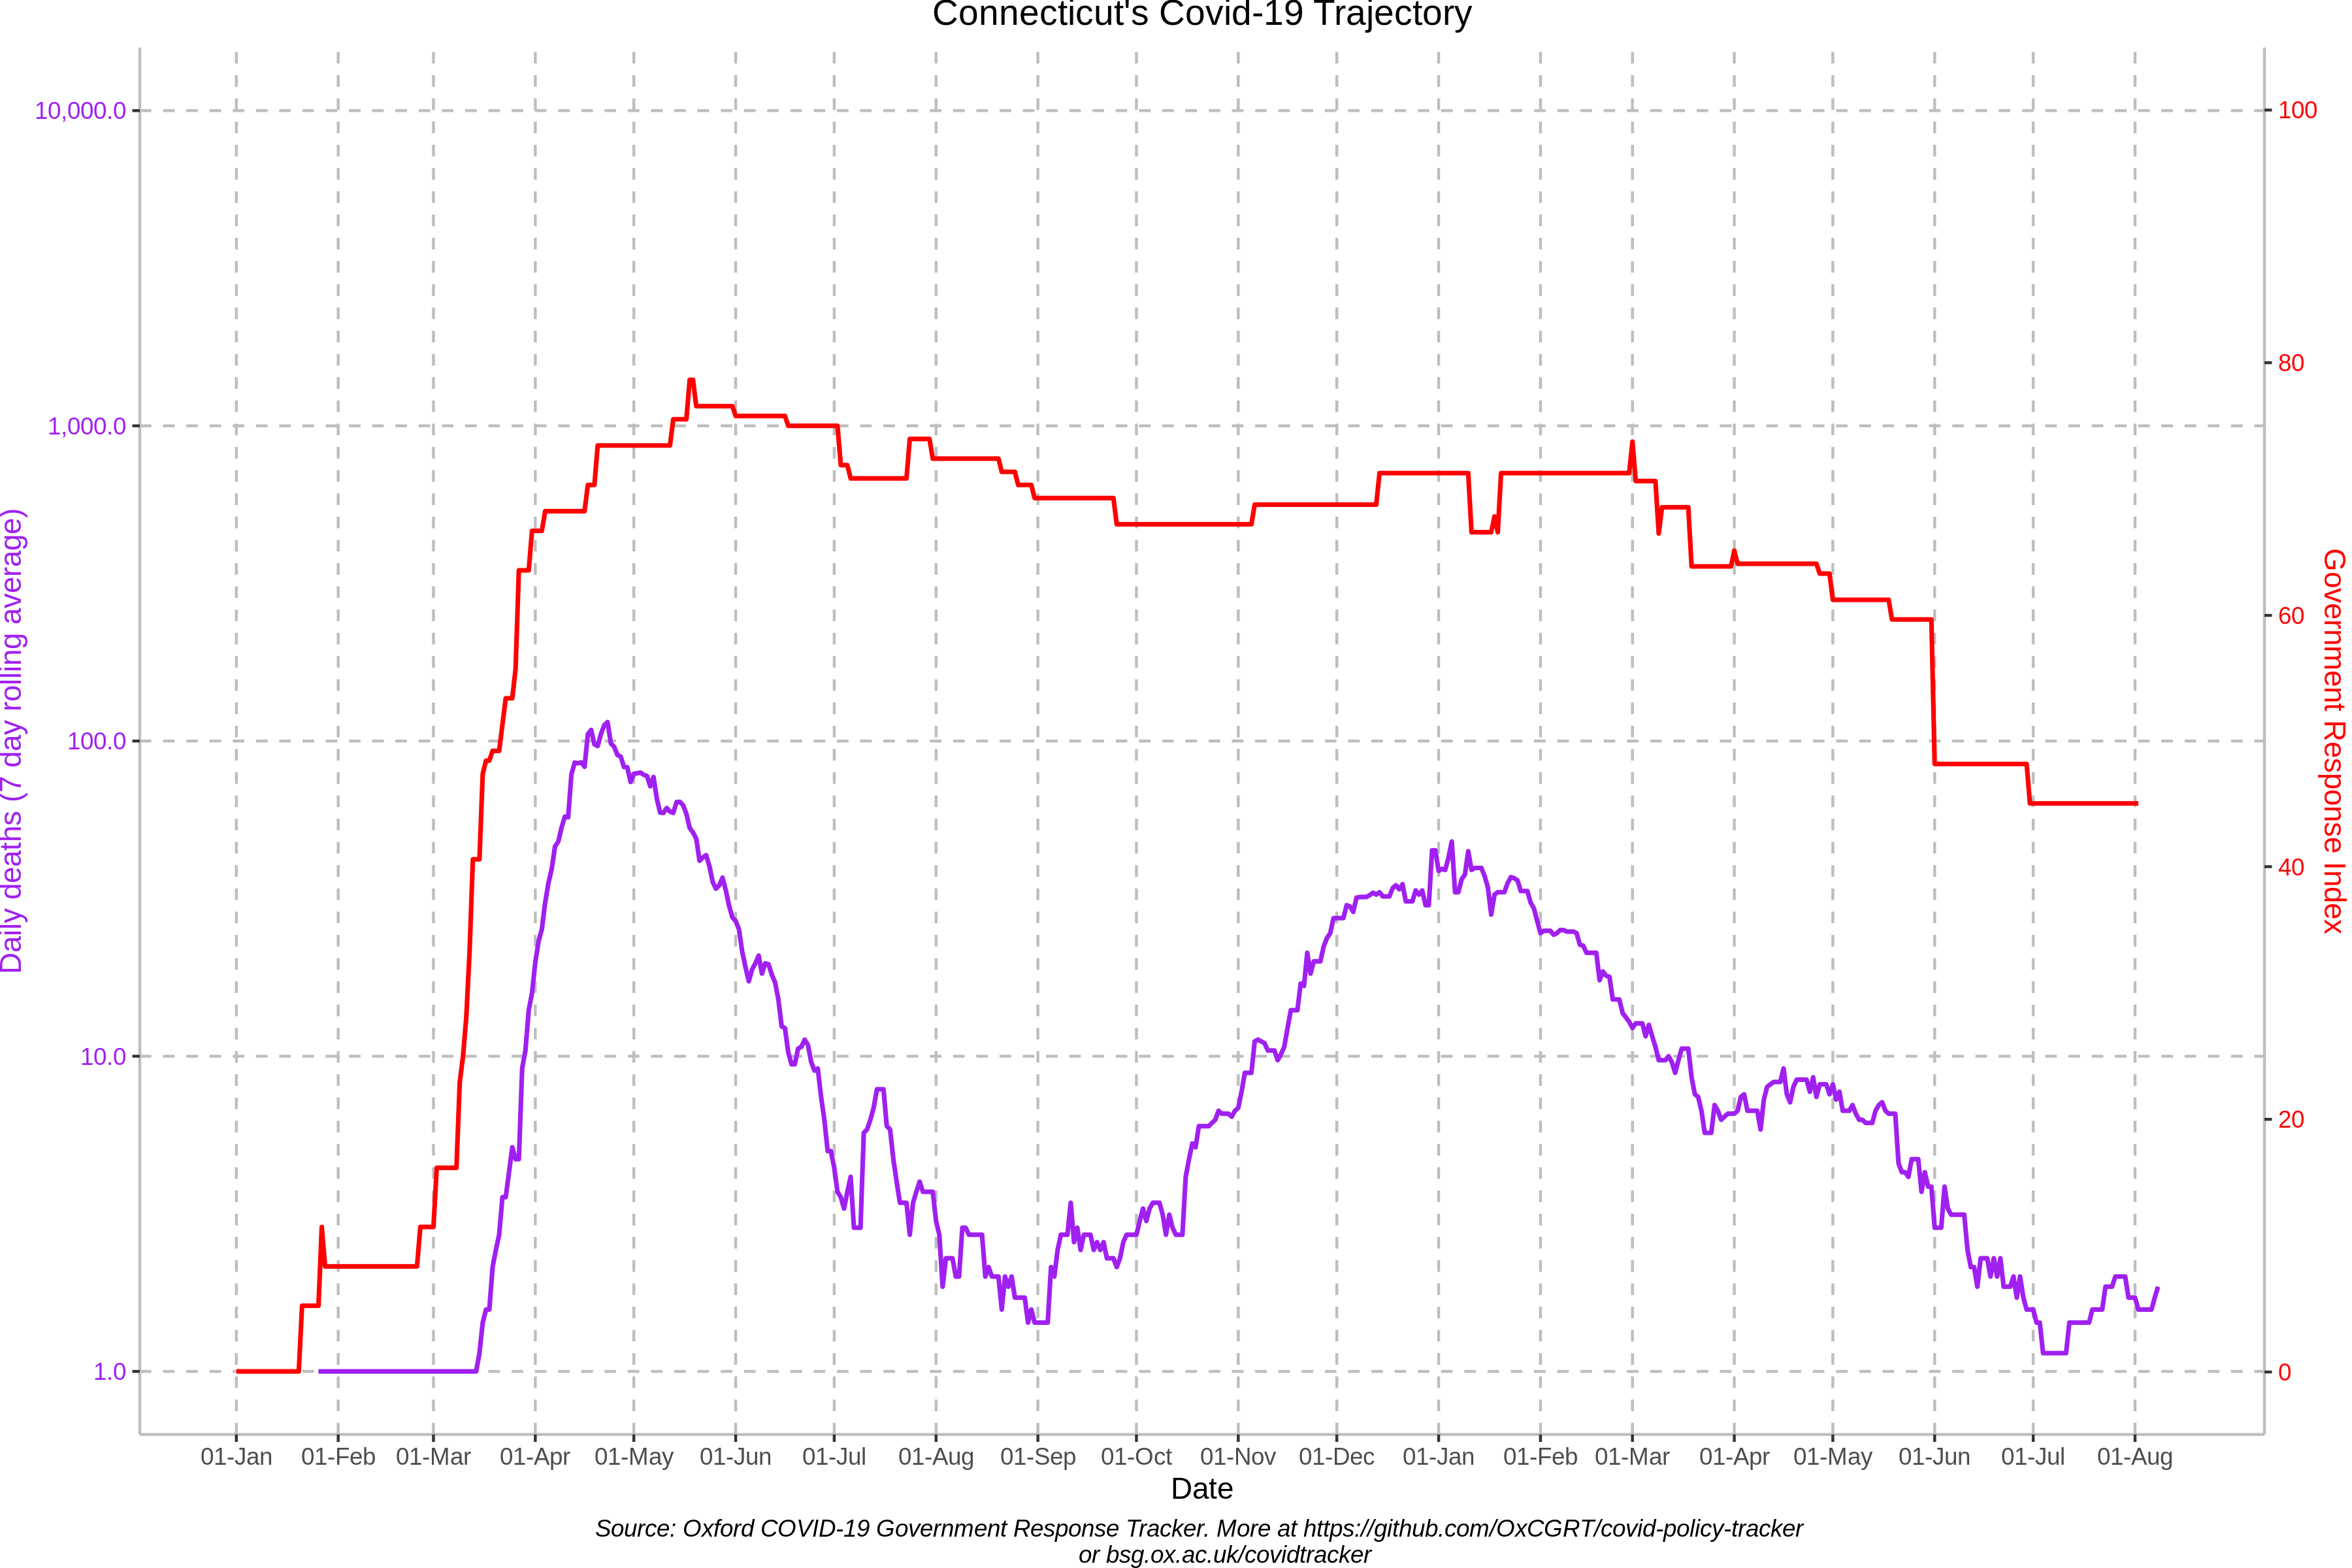 Connecticut's Covid-19 Trajectory
10,000.0
1,000.0
100.0
10.0
1.0
Daily deaths (7 day rolling average)
100
80
60
40
20
0
Government Response Index
01-Jan 01-Feb 01-Mar 01-Apr 01-May 01-Jun 01-Jul 01-Aug 01-Sep 01-Oct 01-Nov 01-Dec 01-Jan 01-Feb 01-Mar 01-Apr 01-May 01-Jun 01-Jul 01-Aug
Date
Source: Oxford COVID-19 Government Response Tracker. More at https://github.com/OxCGRT/covid-policy-tracker
or bsg.ox.ac.uk/covidtracker